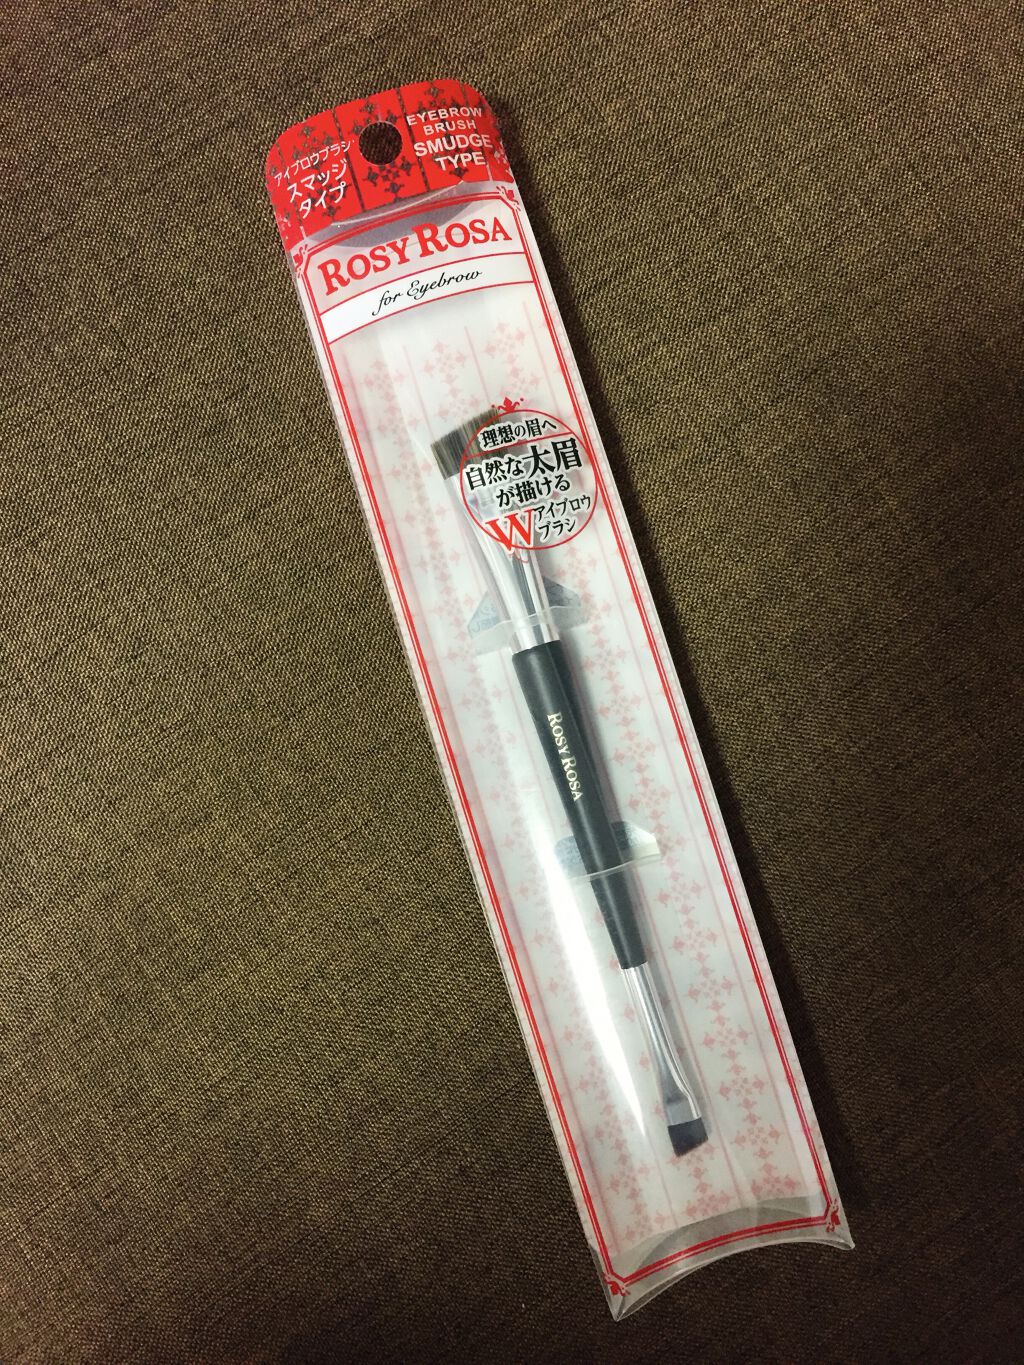 アイブロウブラシ
スマッジ
タイプ
EYEBROW
BRUSH
SMUDGE
TYPE
ROSY ROSA
for Eyebrow
理想の眉へ
自然な太眉
が描ける
Wアイブロウ
ブラシ
ROSY ROSA